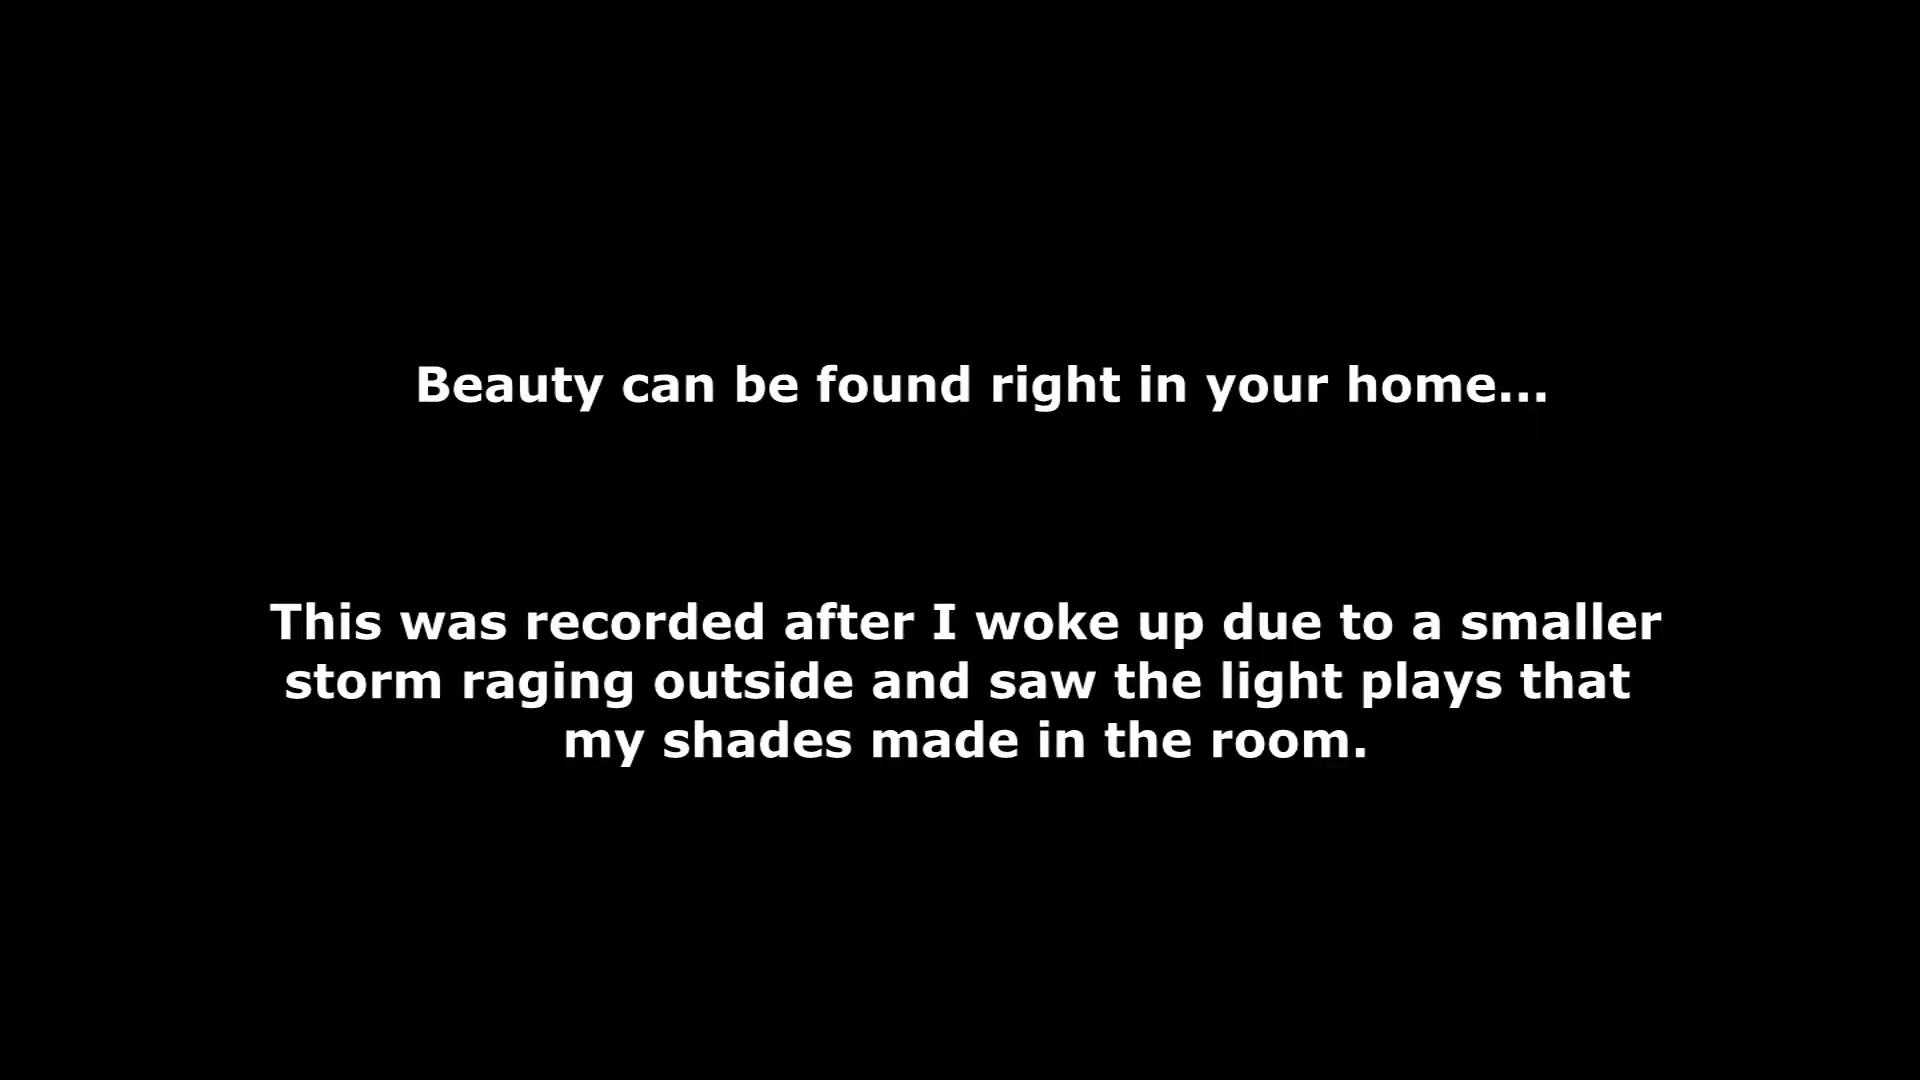 Beauty can be found right in your home...
This was recorded after I woke up due to a smaller
storm raging outside and saw the light plays that
my shades made in the room.